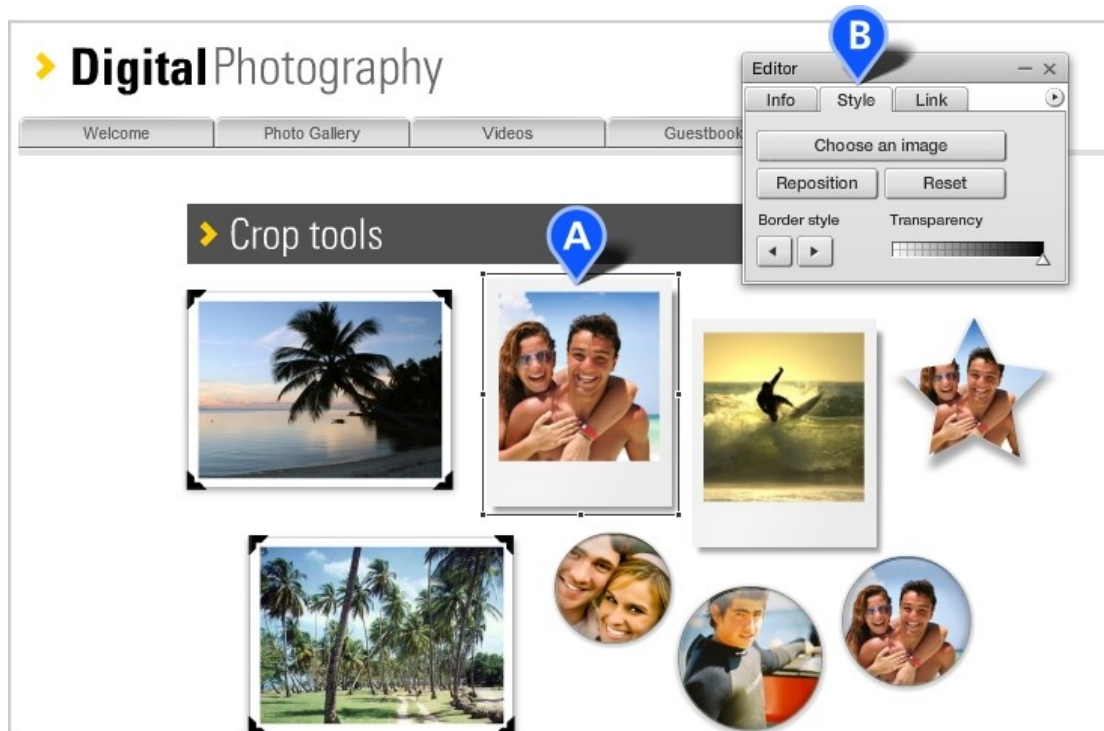 Digital Photography
Welcome
Photo Gallery
Videos
Guestbook
Crop tools
A
B
Editor
Info
Style
Link
Choose an image
Reposition
Reset
Border style
Transparency